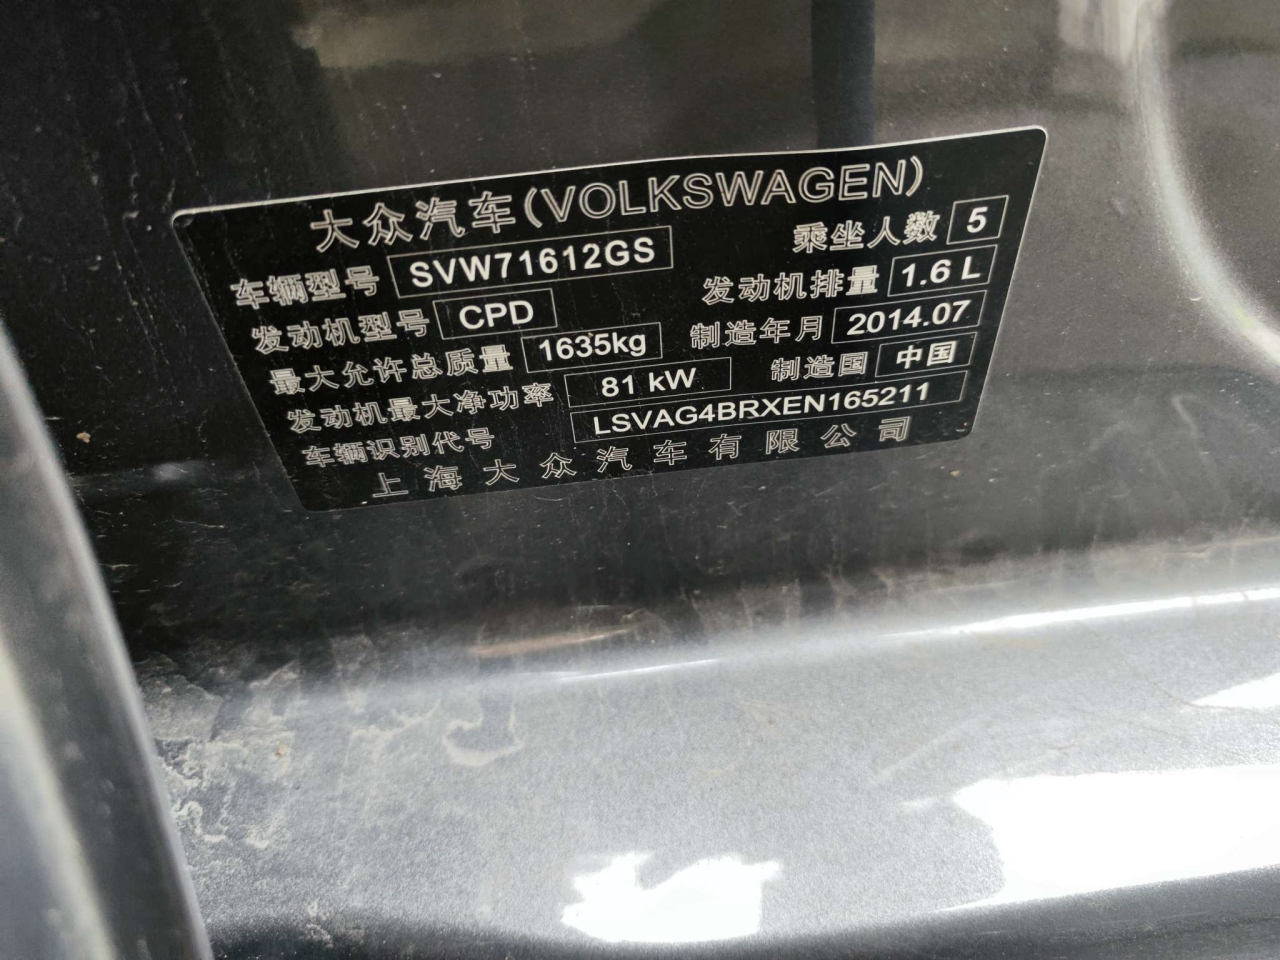 大众汽车(VOLKSWAGEN)
车辆型号 SVW71612GS 乘坐人数 5
发动机型号 CPD 发动机排量 1.6 L
最大允许总质量 1635kg 制造年月 2014.07
发动机最大净功率 81 kW 制造国 中国
车辆识别代号 LSVAG4BRXEN165211
上海大众汽车有限公司